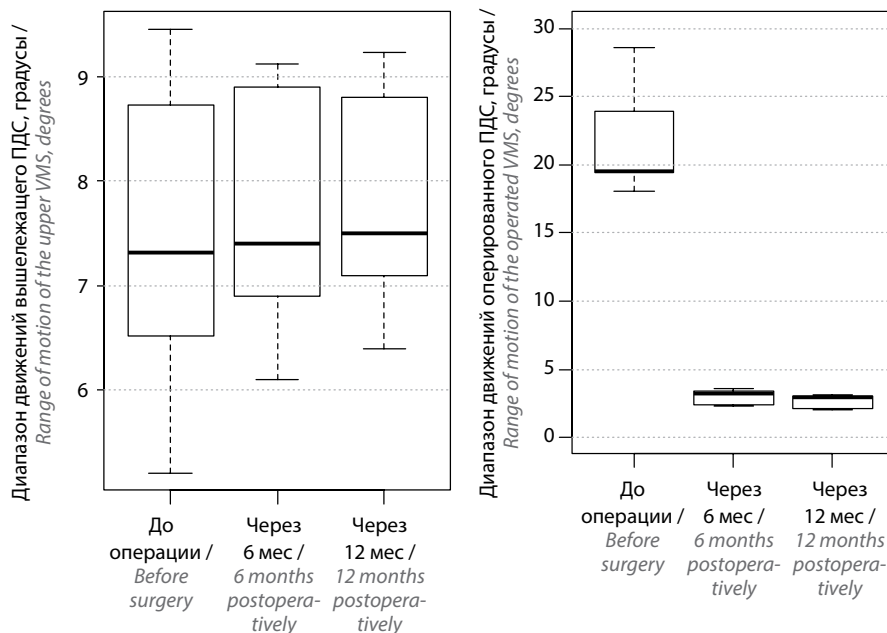 Диапазон движений вышележащего ПДС, градусы /
Range of motion of the upper VMS, degrees
9
8
7
6
До
операции /
Before
surgery
Через
6 мес /
6 months
postopera-
tively
Через
12 мес /
12 months
postopera-
tively
Диапазон движений оперированного ПДС, градусы /
Range of motion of the operated VMS, degrees
30
25
20
15
10
5
0
До
операции /
Before
surgery
Через
6 мес /
6 months
postopera-
tively
Через
12 мес /
12 months
postopera-
tively